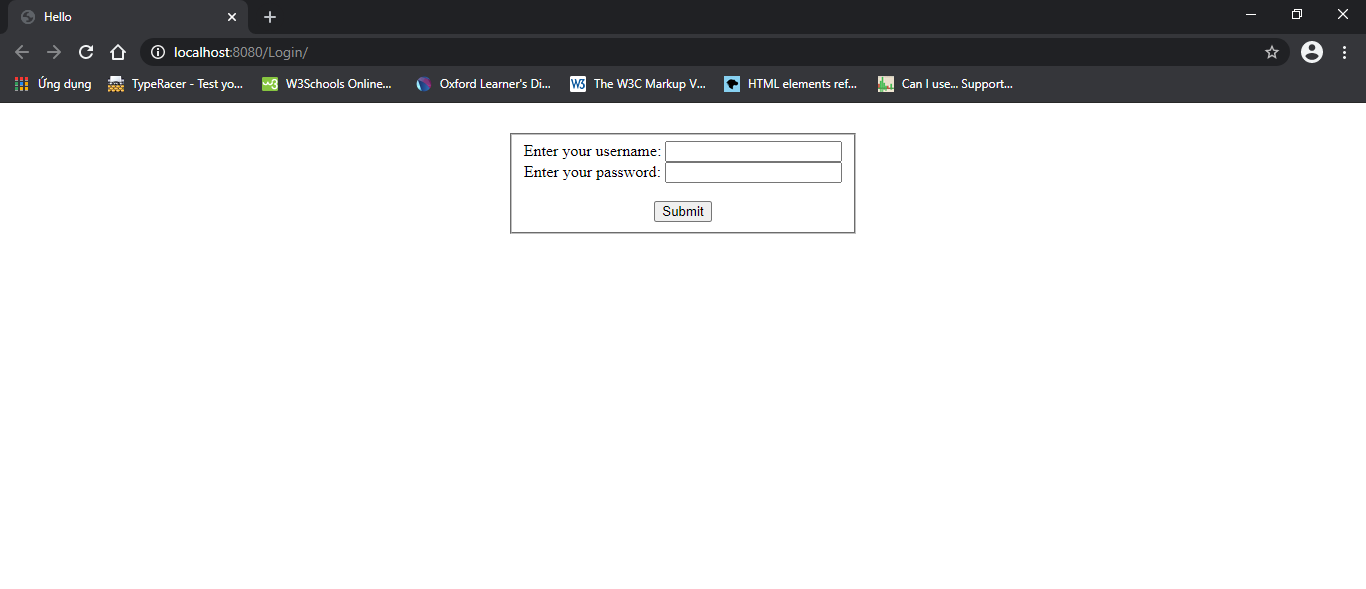 Hello
localhost:8080/Login/
Ứng dụng TypeRacer - Test yo... W3Schools Online... Oxford Learner's Di... The W3C Markup V... HTML elements ref... Can I use... Support...
Enter your username:
Enter your password:
Submit